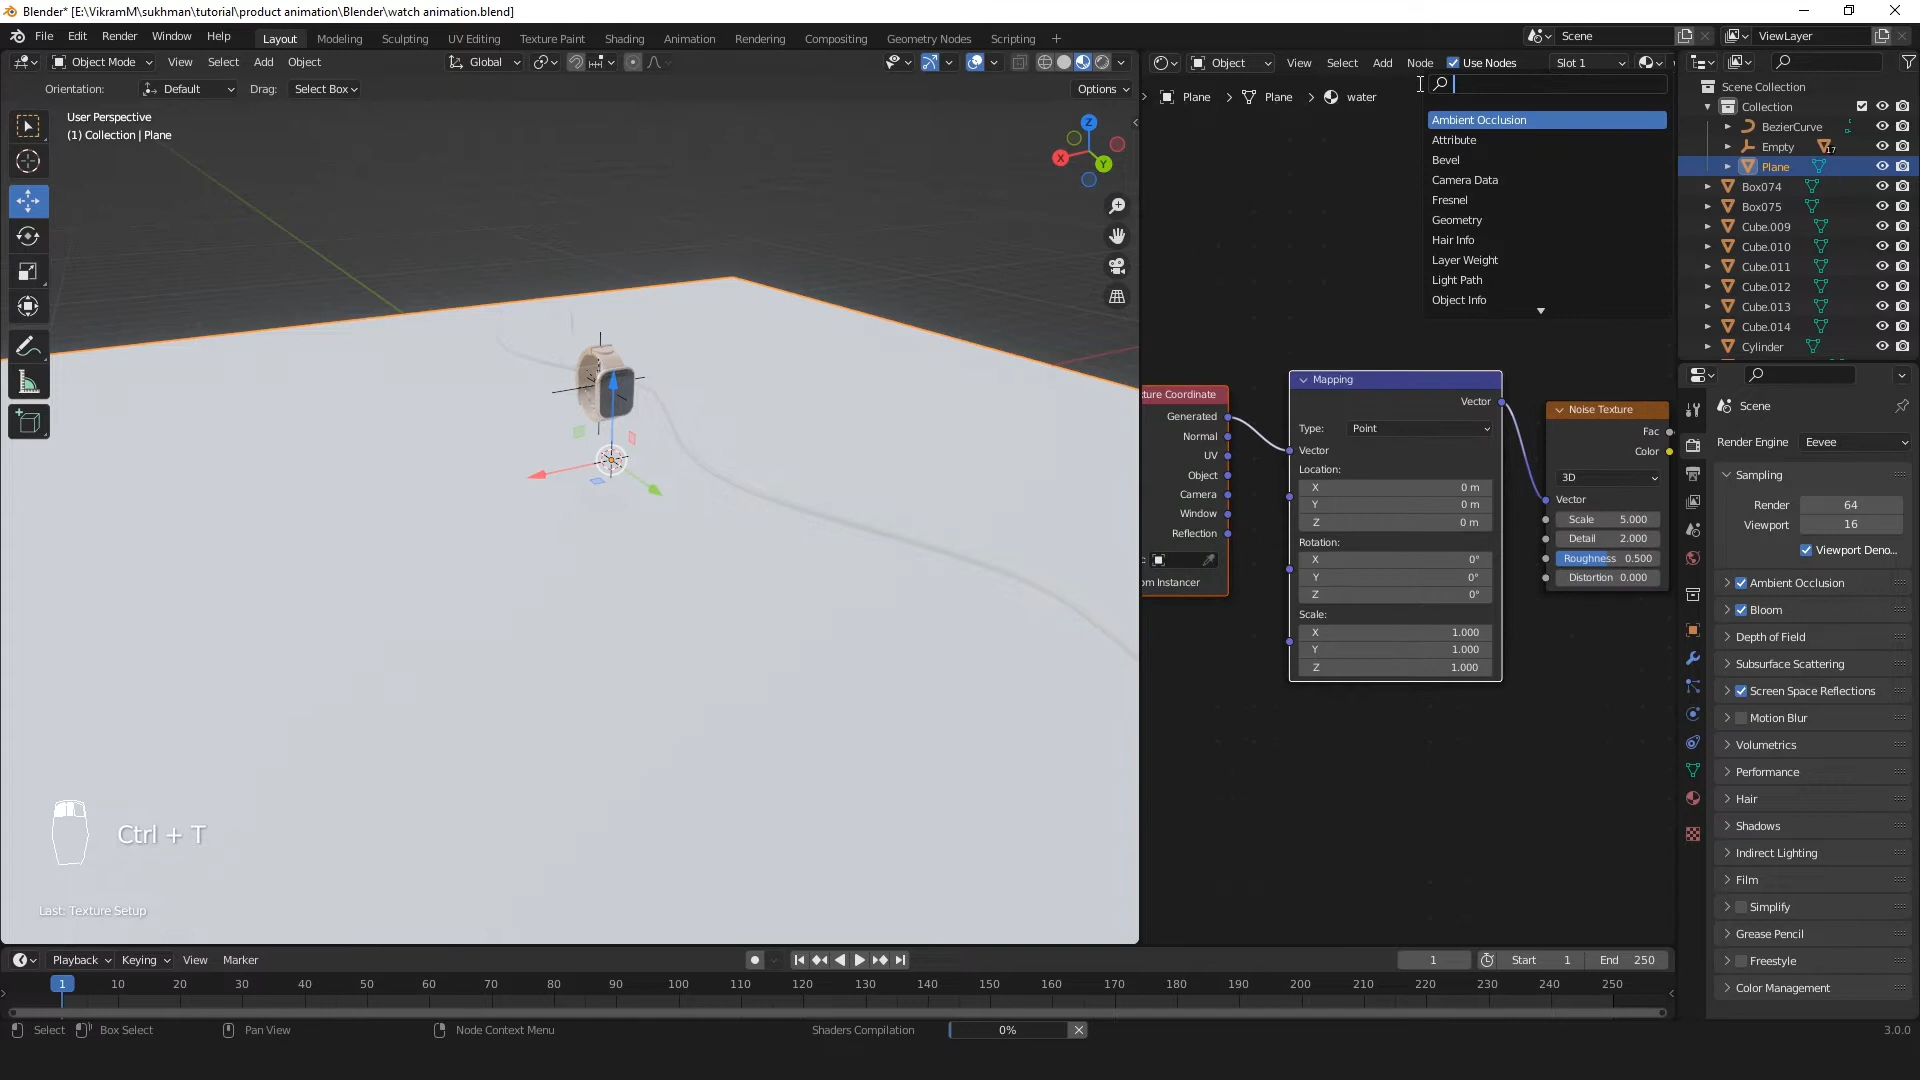 Blender* [E:\VikramM\sukhman\tutorial\product animation\Blender\watch animation.blend]
File Edit Render Window Help Layout Modeling Sculpting UV Editing Texture Paint Shading Animation Rendering Compositing Geometry Nodes Scripting + Scene ViewLayer
Object Mode View Select Add Object Global Object View Select Add Node Use Nodes Slot 1
Orientation: Default Drag: Select Box Options
User Perspective
(1) Collection | Plane
Z
X
Y
Plane > Plane > water
Ambient Occlusion
Attribute
Bevel
Camera Data
Fresnel
Geometry
Hair Info
Layer Weight
Light Path
Object Info
ture Coordinate
Generated
Normal
UV
Object
Camera
Window
Reflection
om Instancer
Mapping
Vector
Type: Point
Vector
Location:
X 0 m
Y 0 m
Z 0 m
Rotation:
X 0°
Y 0°
Z 0°
Scale:
X 1.000
Y 1.000
Z 1.000
Noise Texture
Fac
Color
3D
Vector
Scale 5.000
Detail 2.000
Roughness 0.500
Distortion 0.000
Scene Collection
Collection
BezierCurve
Empty 17
Plane
Box074
Box075
Cube.009
Cube.010
Cube.011
Cube.012
Cube.013
Cube.014
Cylinder
Scene
Render Engine Eevee
Sampling
Render 64
Viewport 16
Viewport Deno...
Ambient Occlusion
Bloom
Depth of Field
Subsurface Scattering
Screen Space Reflections
Motion Blur
Volumetrics
Performance
Hair
Shadows
Indirect Lighting
Film
Simplify
Grease Pencil
Freestyle
Color Management
Ctrl + T
Last: Texture Setup
Playback Keying View Marker 1 Start 1 End 250
1 10 20 30 40 50 60 70 80 90 100 110 120 130 140 150 160 170 180 190 200 210 220 230 240 250
Select Box Select Pan View Node Context Menu Shaders Compilation 0% 3.0.0